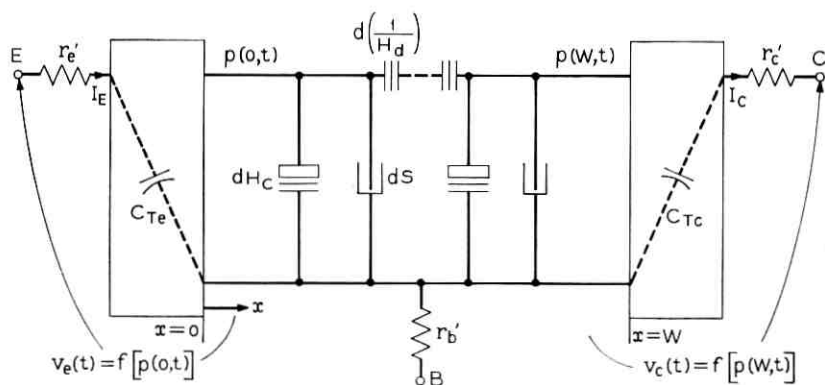 d(1/H_d)
E
r_e'
p(0,t)
p(W,t)
r_c'
C
I_E
I_C
C_Te
dH_C
dS
C_Tc
x
x=0
r_b'
x=W
v_e(t)=f[p(0,t)]
v_c(t)=f[p(W,t)]
B